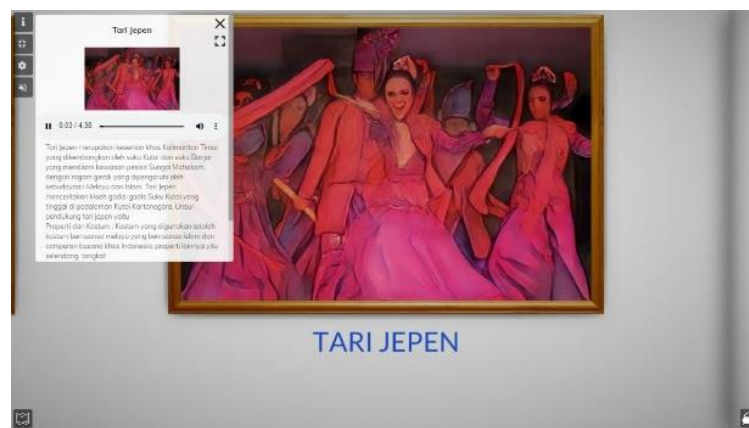 Tari Jepen
0:03 / 4:38
Tari Jepen merupakan kesenian khas Kalimantan Timur
yang dikembangkan oleh suku Kutai dan suku Banjar
yang mendiami kawasan pesisir Sungai Mahakam,
dengan ragam gerak yang dipengaruhi oleh
kebudayaan Melayu dan Islam. Tari Jepen
menceritakan kisah gadis-gadis Suku Kutai yang
tinggal di pedalaman Kutai Kartanegara. Unsur
pendukung tari jepen yaitu
Properti dan Kostum : Kostum yang digunakan adalah
kostum bernuansa melayu yang bernuansa islam dan
campuran busana khas Indonesia, properti lainnya yitu
selendang, tongkat
TARI JEPEN